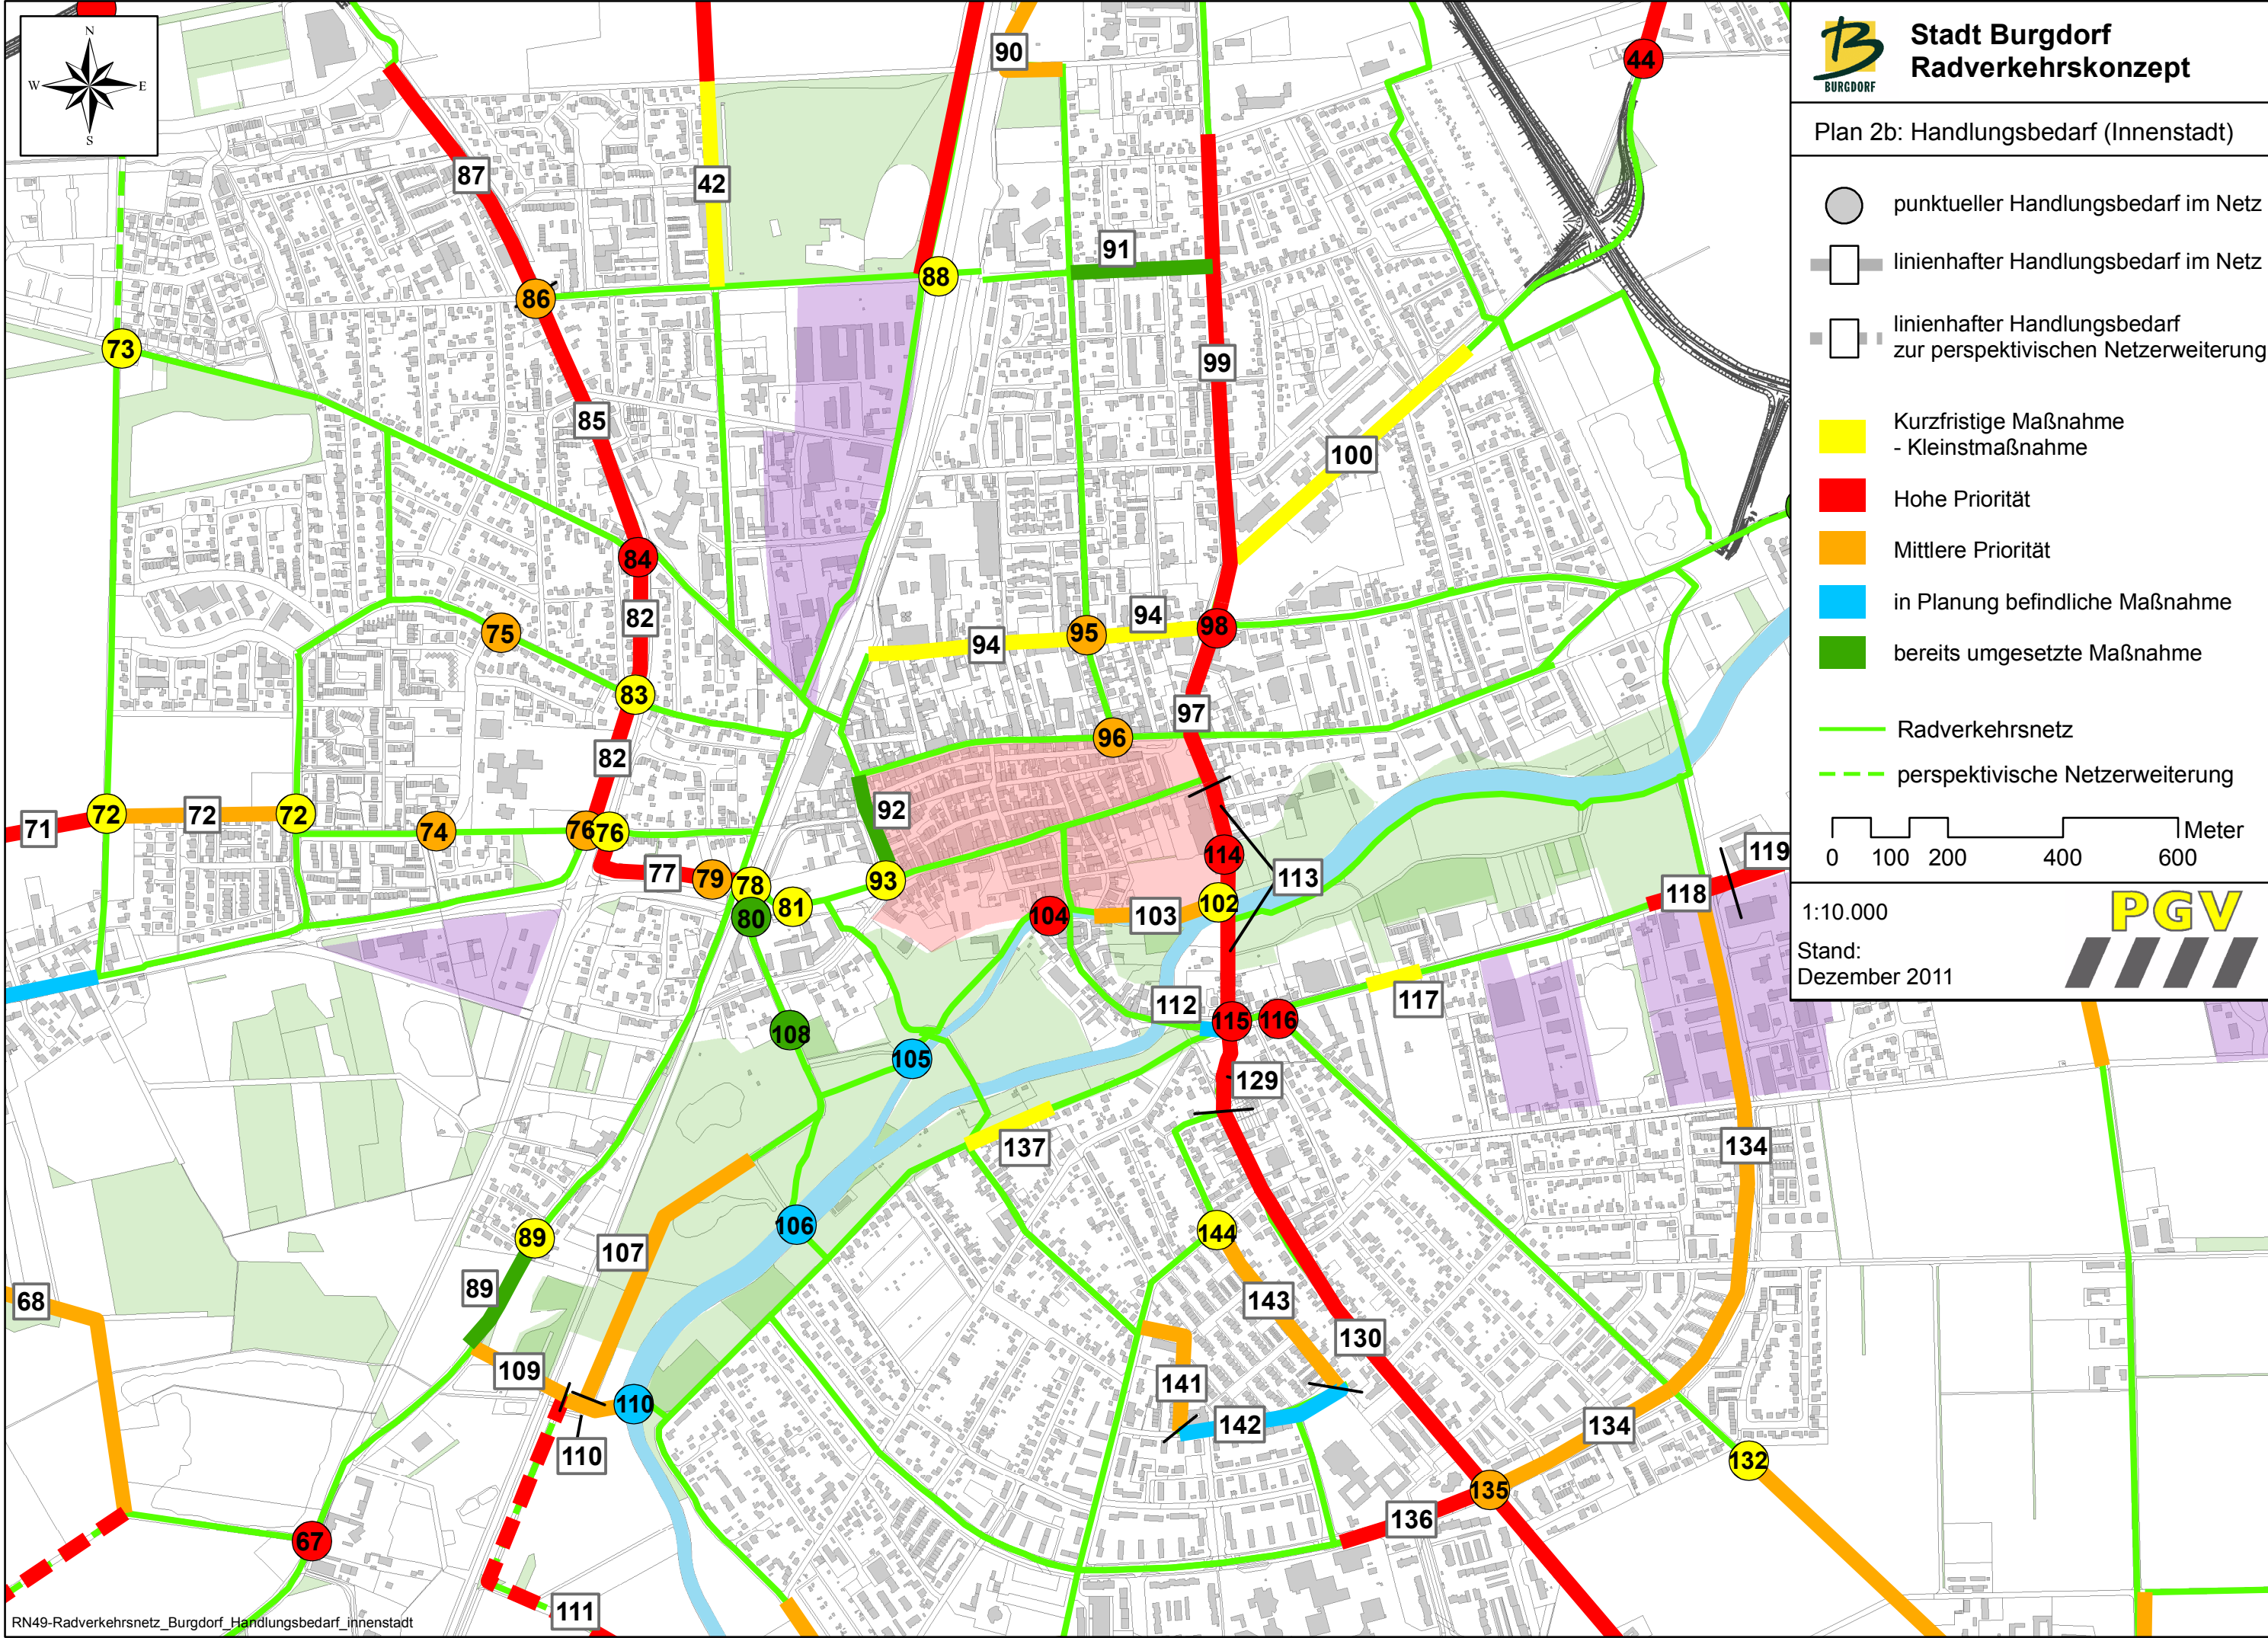 N
W
E
S
BURGDORF
Stadt Burgdorf
Radverkehrskonzept
Plan 2b: Handlungsbedarf (Innenstadt)
punktueller Handlungsbedarf im Netz
linienhafter Handlungsbedarf im Netz
linienhafter Handlungsbedarf
zur perspektivischen Netzerweiterung
Kurzfristige Maßnahme
- Kleinstmaßnahme
Hohe Priorität
Mittlere Priorität
in Planung befindliche Maßnahme
bereits umgesetzte Maßnahme
Radverkehrsnetz
perspektivische Netzerweiterung
Meter
0 100 200 400 600
1:10.000
Stand:
Dezember 2011
PGV
90
44
87
42
91
88
86
73
99
85
100
84
82
75
94
95
98
94
83
97
96
82
72
72
72
71
74
76
76
92
77
79
78
93
81
80
114
113
102
103
104
119
118
117
112
115
116
108
105
129
137
134
106
144
89
107
89
68
143
130
109
141
110
110
142
134
132
135
136
67
111
RN49-Radverkehrsnetz_Burgdorf_Handlungsbedarf_innenstadt